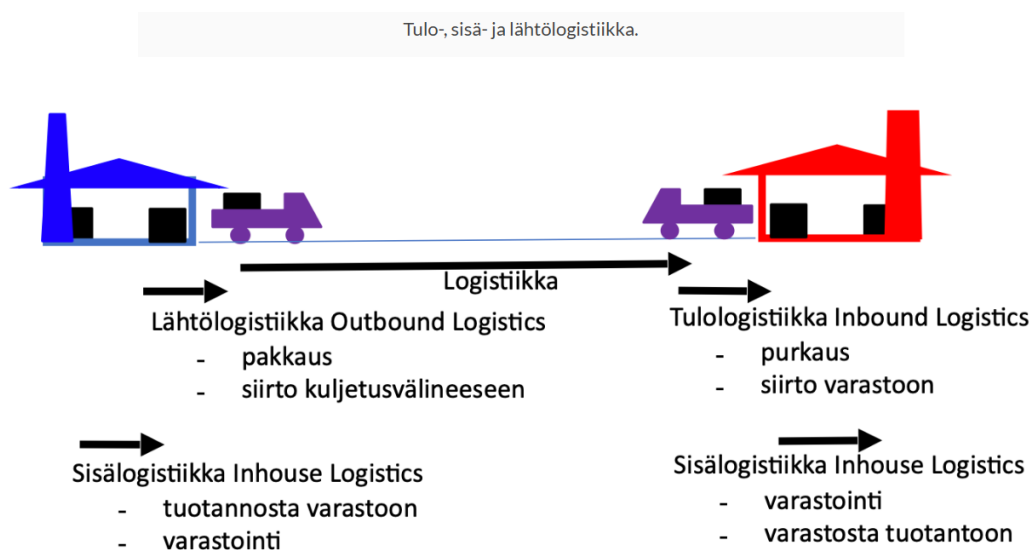 Tulo-, sisä- ja lähtölogistiikka.
Logistiikka
Lähtölogistiikka Outbound Logistics
- pakkaus
- siirto kuljetusvälineeseen
Tulologistiikka Inbound Logistics
- purkaus
- siirto varastoon
Sisälogistiikka Inhouse Logistics
- tuotannosta varastoon
- varastointi
Sisälogistiikka Inhouse Logistics
- varastointi
- varastosta tuotantoon